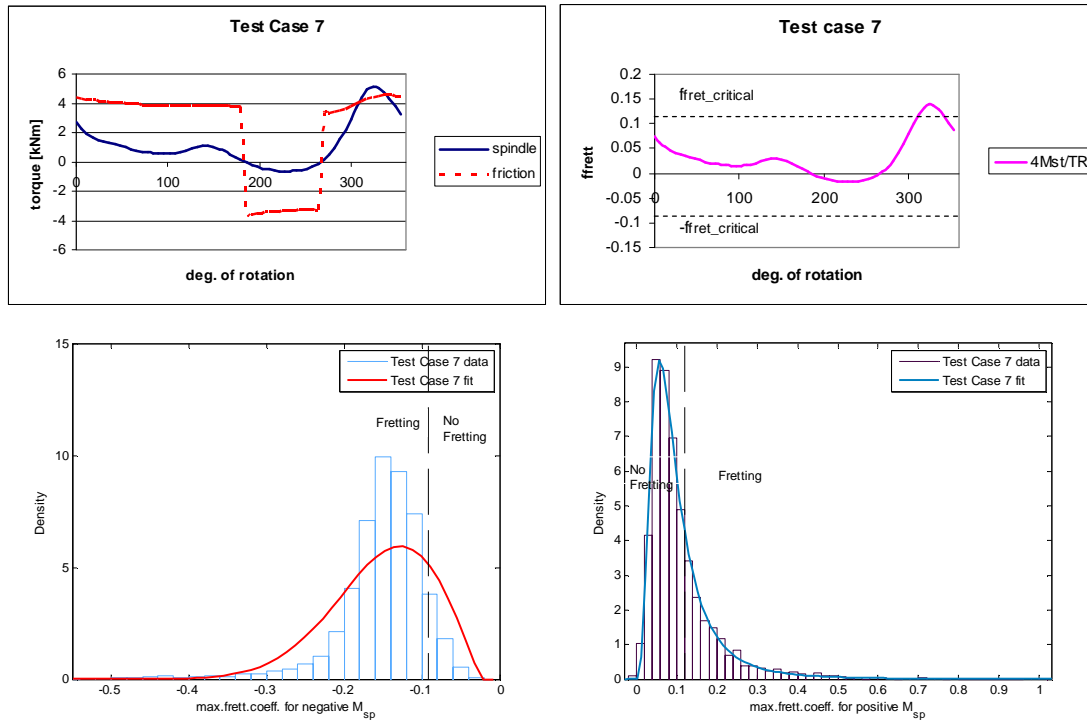 Test Case 7
6
4
2
0
-2
-4
-6
0
100
200
300
torque [kNm]
deg. of rotation
spindle
friction
Test case 7
0.2
0.15
0.1
0.05
0
-0.05
-0.1
-0.15
0
100
200
300
ffrett
deg. of rotation
ffret_critical
-ffret_critical
4Mst/TR
15
10
5
0
-0.5
-0.4
-0.3
-0.2
-0.1
0
Density
max.frett.coeff. for negative M_sp
Test Case 7 data
Test Case 7 fit
Fretting
No
Fretting
9
8
7
6
5
4
3
2
1
0
0
0.1
0.2
0.3
0.4
0.5
0.6
0.7
0.8
0.9
1
Density
max.frett.coeff. for positive M_sp
Test Case 7 data
Test Case 7 fit
No
Fretting
Fretting